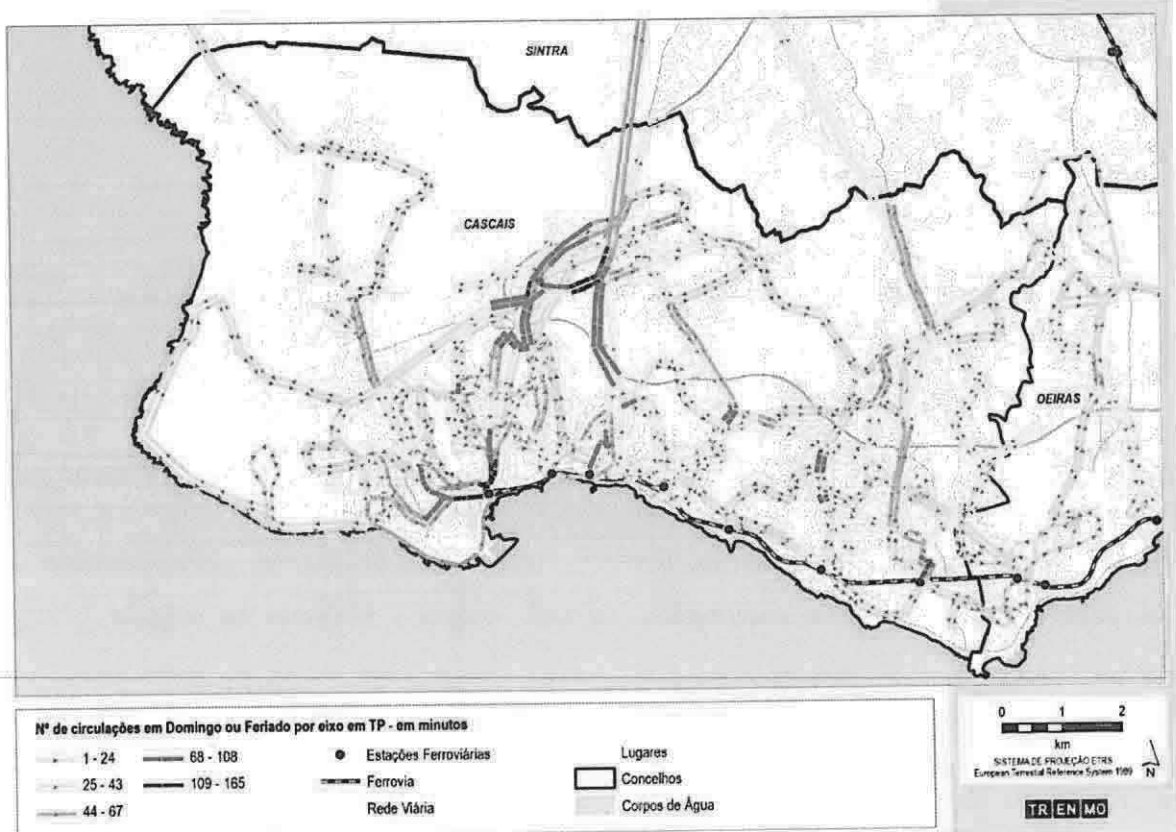 SINTRA
CASCAIS
OEIRAS
Nº de circulações em Domingo ou Feriado por eixo em TP - em minutos
1 - 24
25 - 43
44 - 67
68 - 108
109 - 165
Estações Ferroviárias
Ferrovia
Rede Viária
Lugares
Concelhos
Corpos de Água
0 1 2
km
SISTEMA DE PROJEÇÃO ETRS
European Terrestrial Reference System 1989
N
TR EN MO